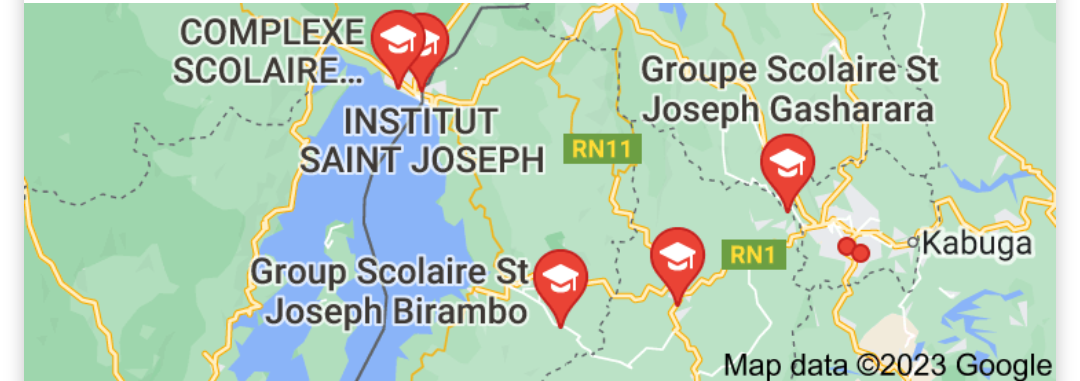 COMPLEXE
SCOLAIRE...
INSTITUT
SAINT JOSEPH
Groupe Scolaire St
Joseph Gasharara
RN11
RN1
Kabuga
Group Scolaire St
Joseph Birambo
Map data ©2023 Google